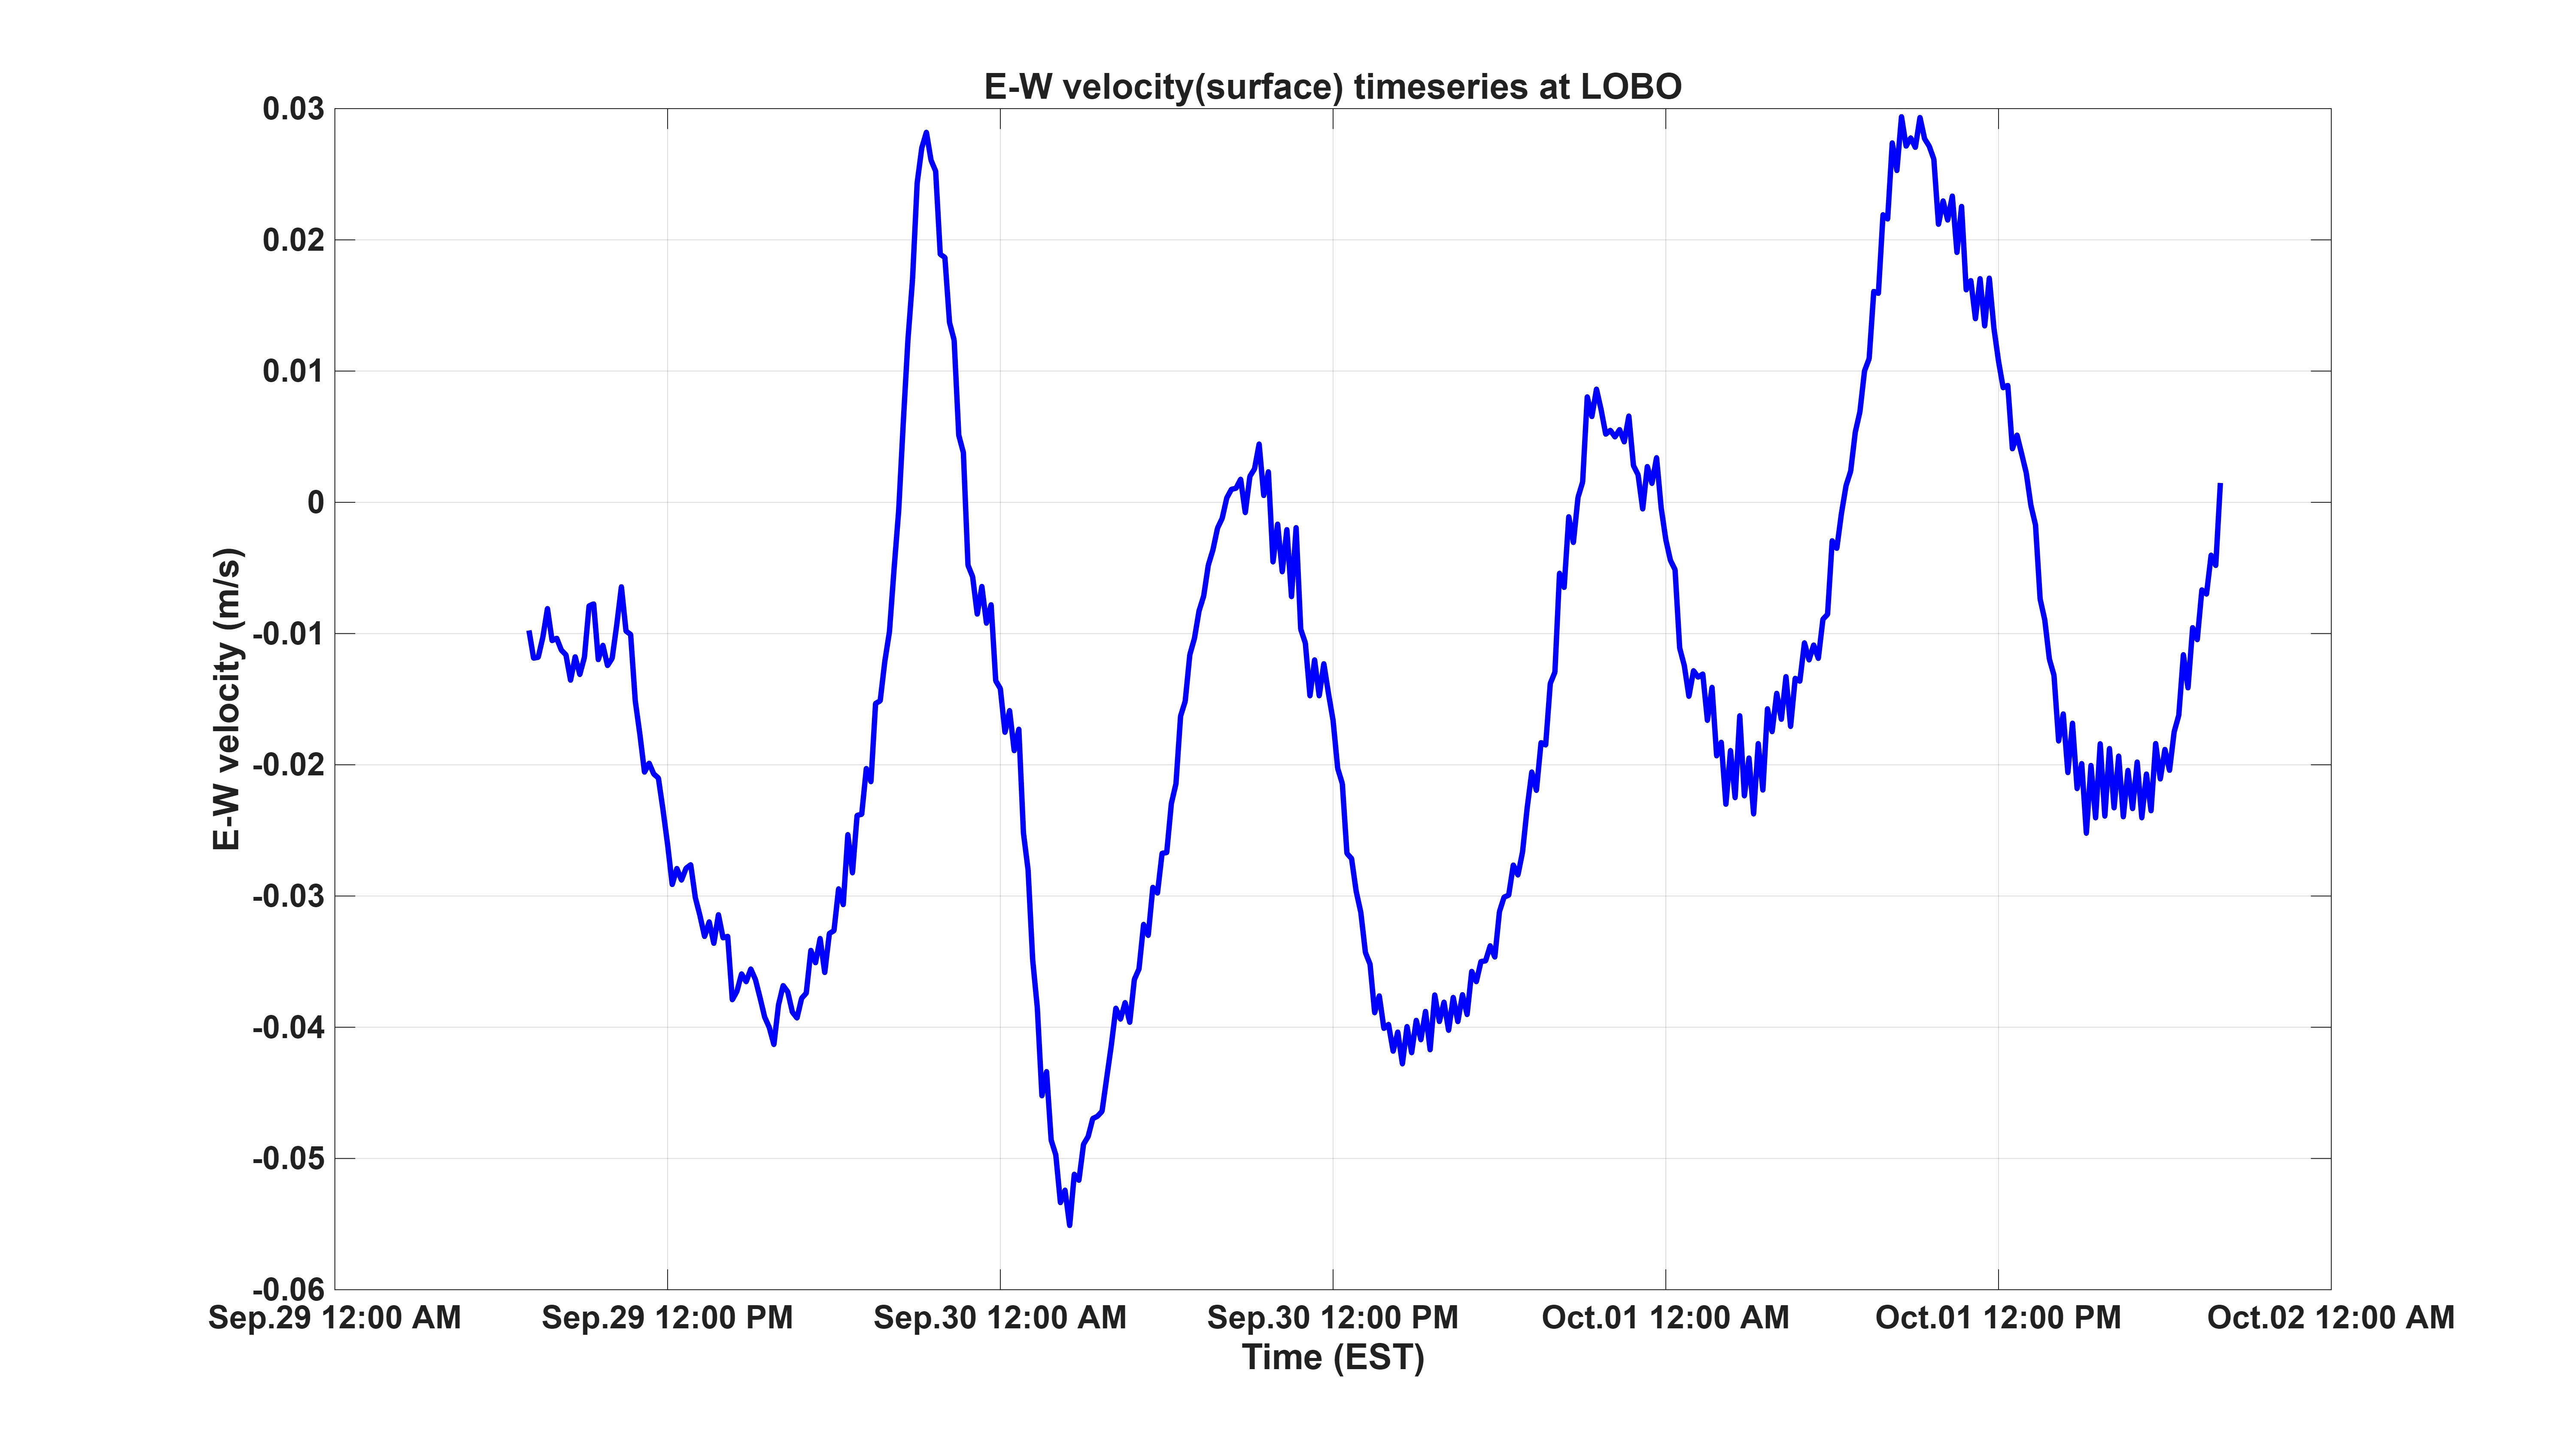 E-W velocity(surface) timeseries at LOBO
0.03
0.02
0.01
0
-0.01
-0.02
-0.03
-0.04
-0.05
-0.06
E-W velocity (m/s)
Sep.29 12:00 AM
Sep.29 12:00 PM
Sep.30 12:00 AM
Sep.30 12:00 PM
Oct.01 12:00 AM
Oct.01 12:00 PM
Oct.02 12:00 AM
Time (EST)